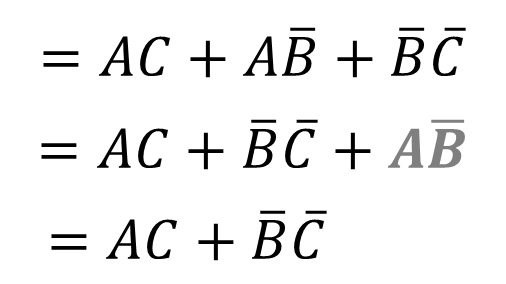 = AC + AB̅ + B̅ C̅
= AC + B̅ C̅ + AB̅
= AC + B̅ C̅